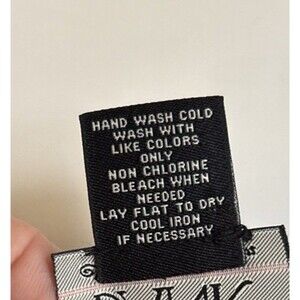 HAND WASH COLD
WASH WITH
LIKE COLORS
ONLY
NON CHLORINE
BLEACH WHEN
NEEDED
LAY FLAT TO DRY
COOL IRON
IF NECESSARY